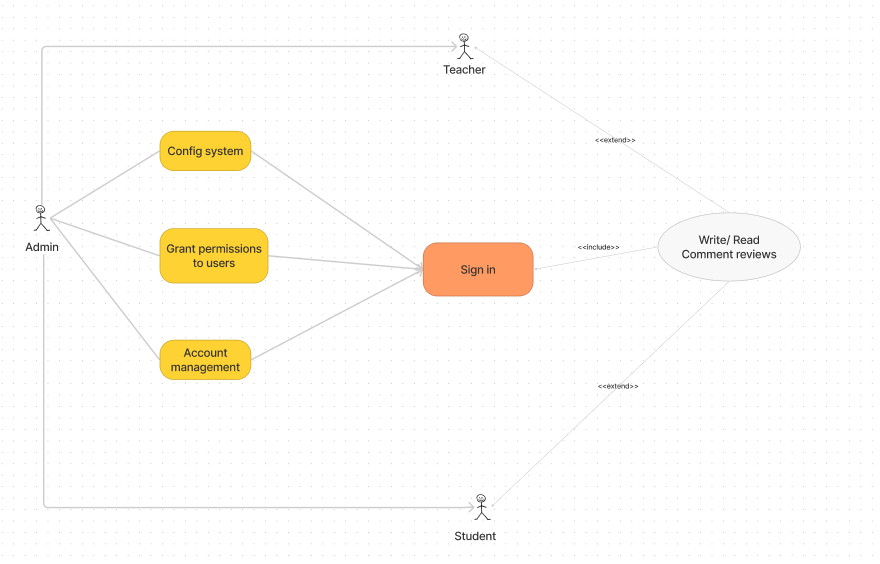 Teacher
<<extend>>
Config system
Admin
Grant permissions
to users
Sign in
<<include>>
Write/ Read
Comment reviews
Account
management
<<extend>>
Student